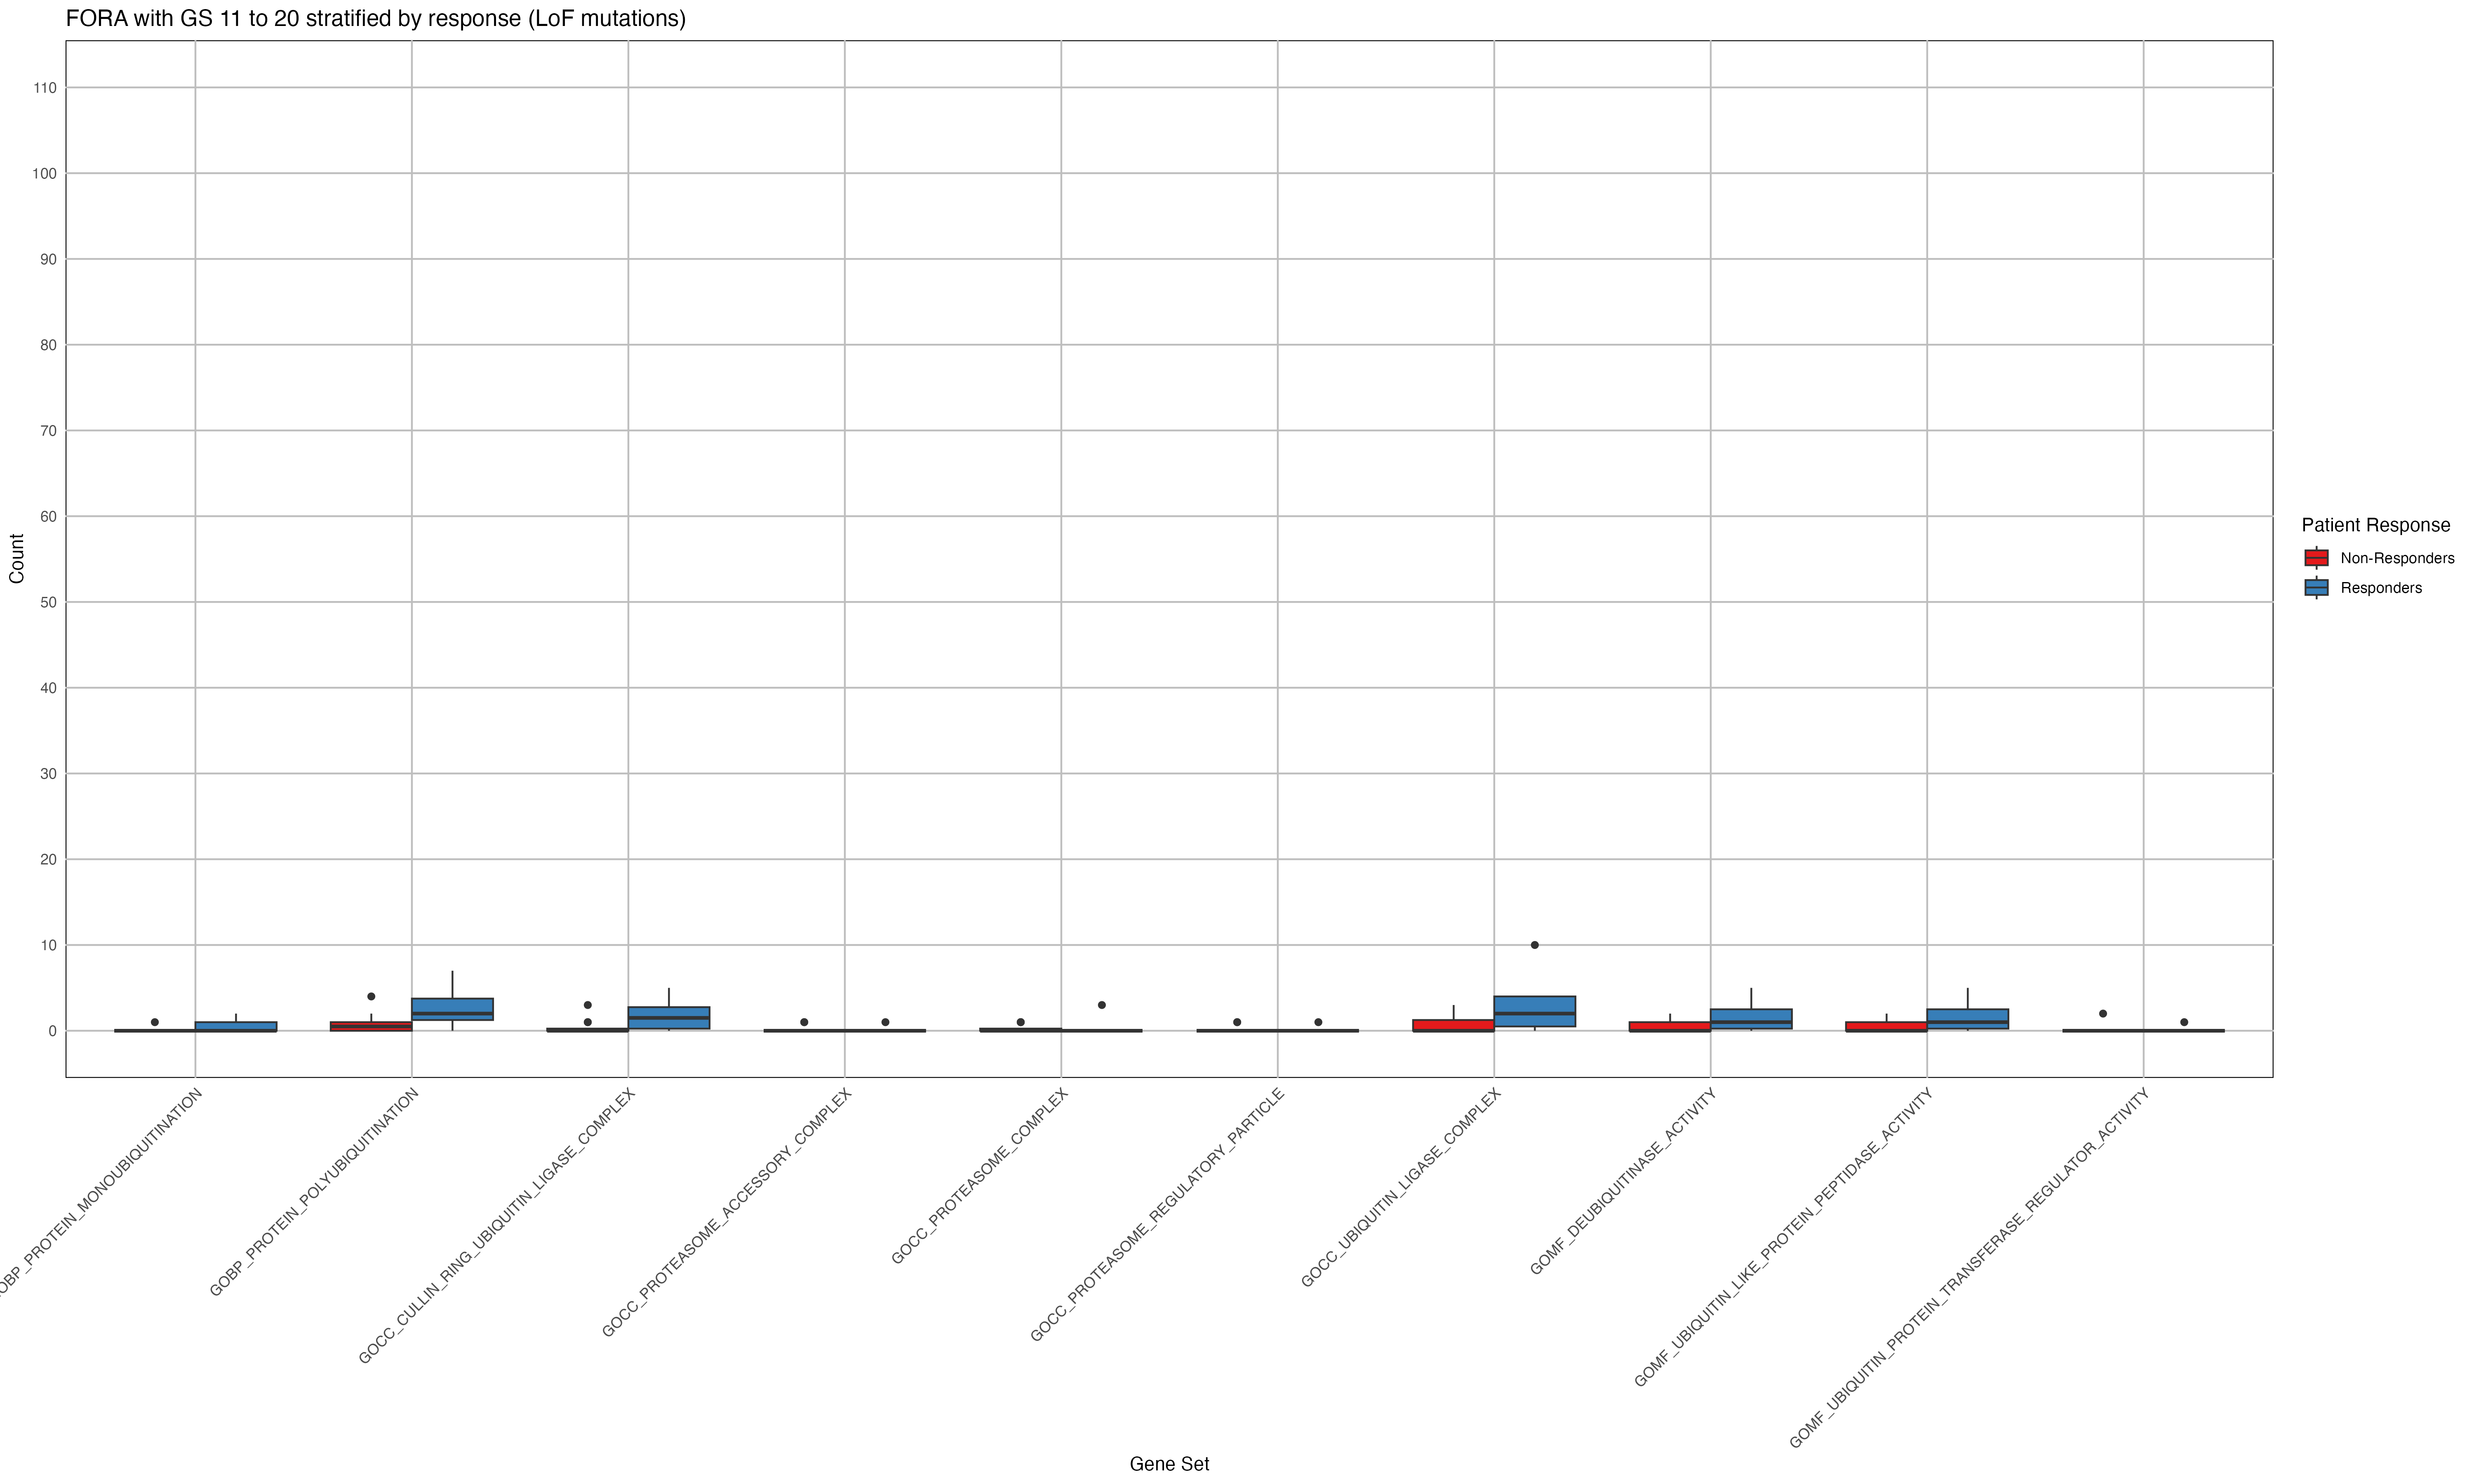 FORA with GS 11 to 20 stratified by response (LoF mutations)
110
100
90
80
70
60
50
40
30
20
10
0
Count
OBP_PROTEIN_MONOUBIQUITINATION
GOBP_PROTEIN_POLYUBIQUITINATION
GOCC_CULLIN_RING_UBIQUITIN_LIGASE_COMPLEX
GOCC_PROTEASOME_ACCESSORY_COMPLEX
GOCC_PROTEASOME_COMPLEX
GOCC_PROTEASOME_REGULATORY_PARTICLE
GOCC_UBIQUITIN_LIGASE_COMPLEX
GOMF_DEUBIQUITINASE_ACTIVITY
GOMF_UBIQUITIN_LIKE_PROTEIN_PEPTIDASE_ACTIVITY
GOMF_UBIQUITIN_PROTEIN_TRANSFERASE_REGULATOR_ACTIVITY
Gene Set
Patient Response
Non-Responders
Responders